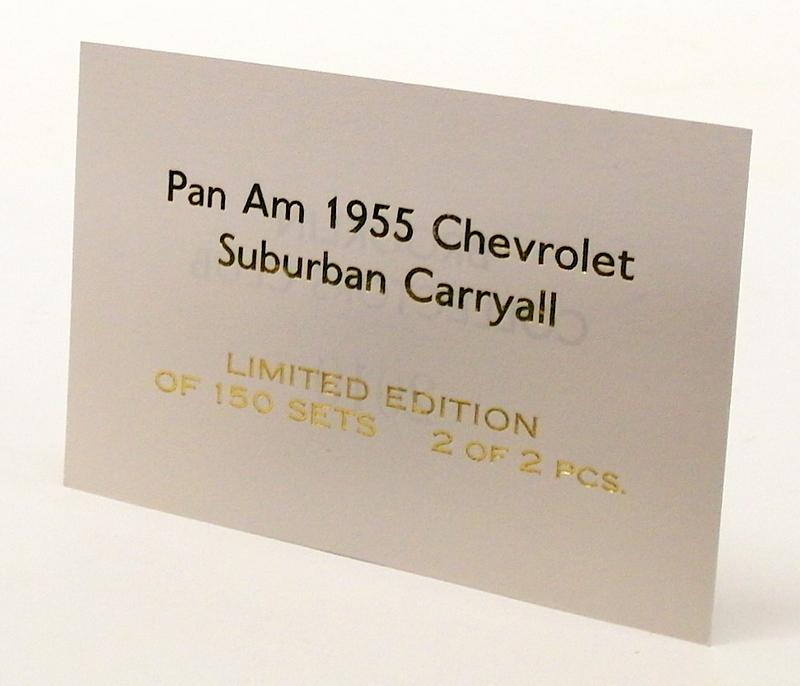 Pan Am 1955 Chevrolet
Suburban Carryall
LIMITED EDITION
OF 150 SETS 2 OF 2 PCS.